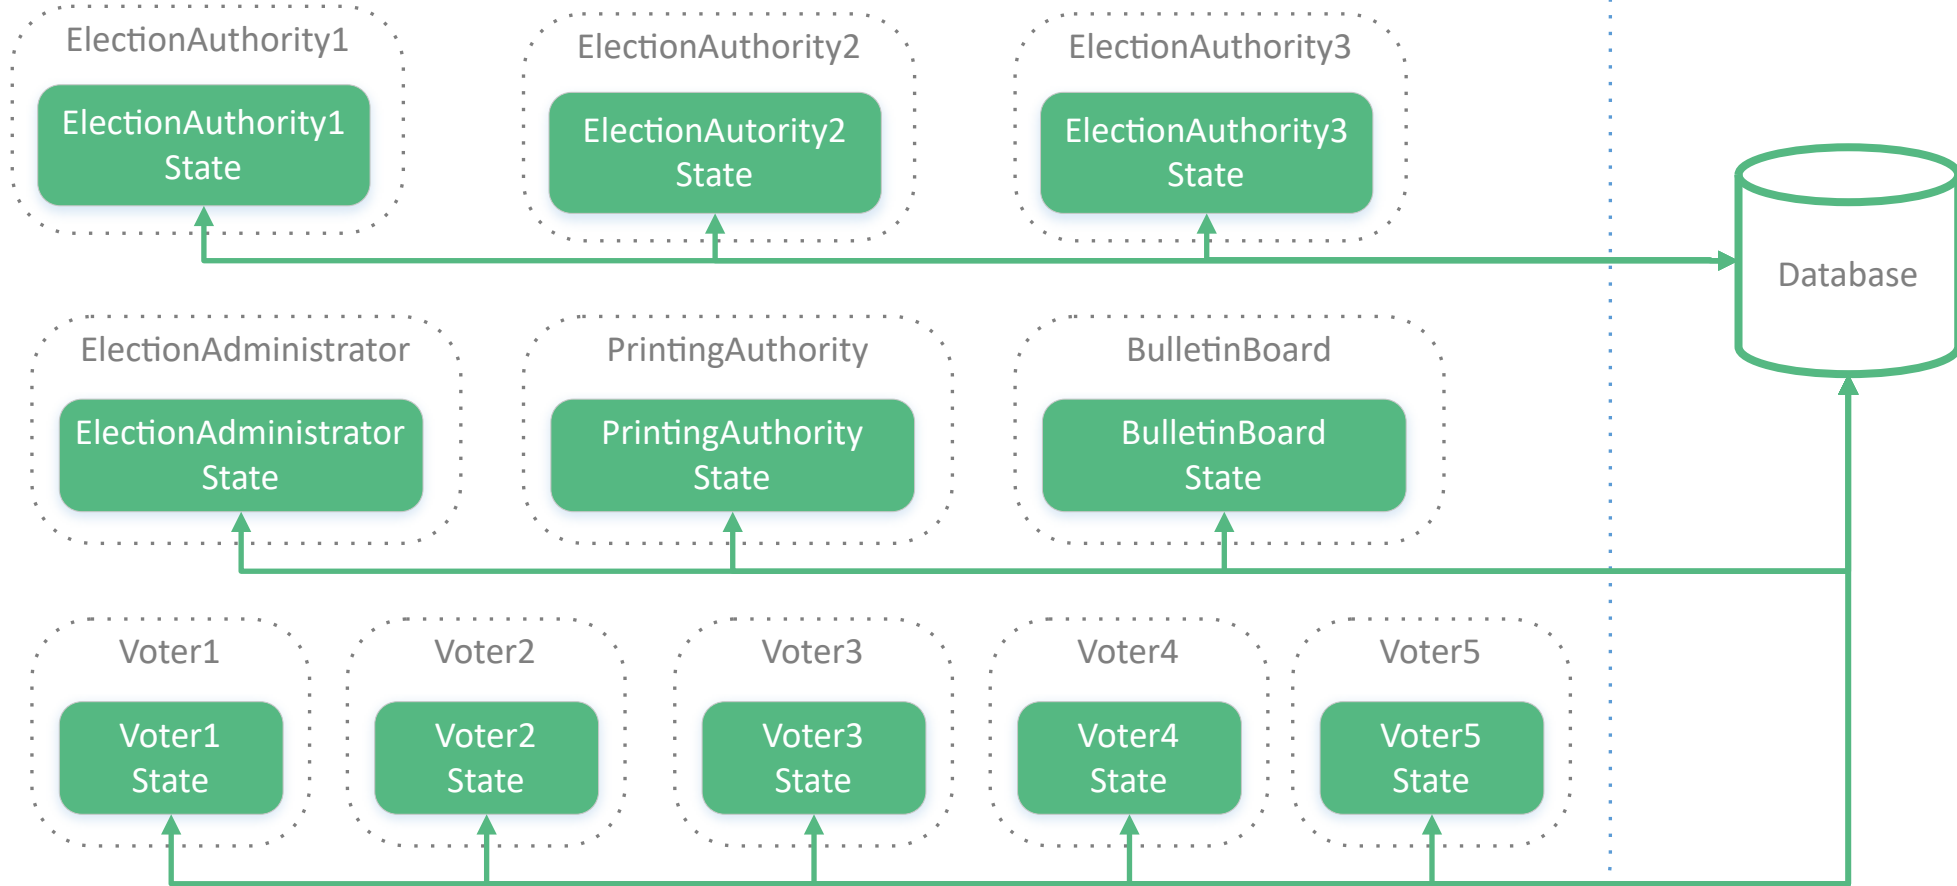 ElectionAuthority1
ElectionAuthority2
ElectionAuthority3
ElectionAuthority1
State
ElectionAutority2
State
ElectionAuthority3
State
Database
ElectionAdministrator
PrintingAuthority
BulletinBoard
ElectionAdministrator
State
PrintingAuthority
State
BulletinBoard
State
Voter1
Voter2
Voter3
Voter4
Voter5
Voter1
State
Voter2
State
Voter3
State
Voter4
State
Voter5
State